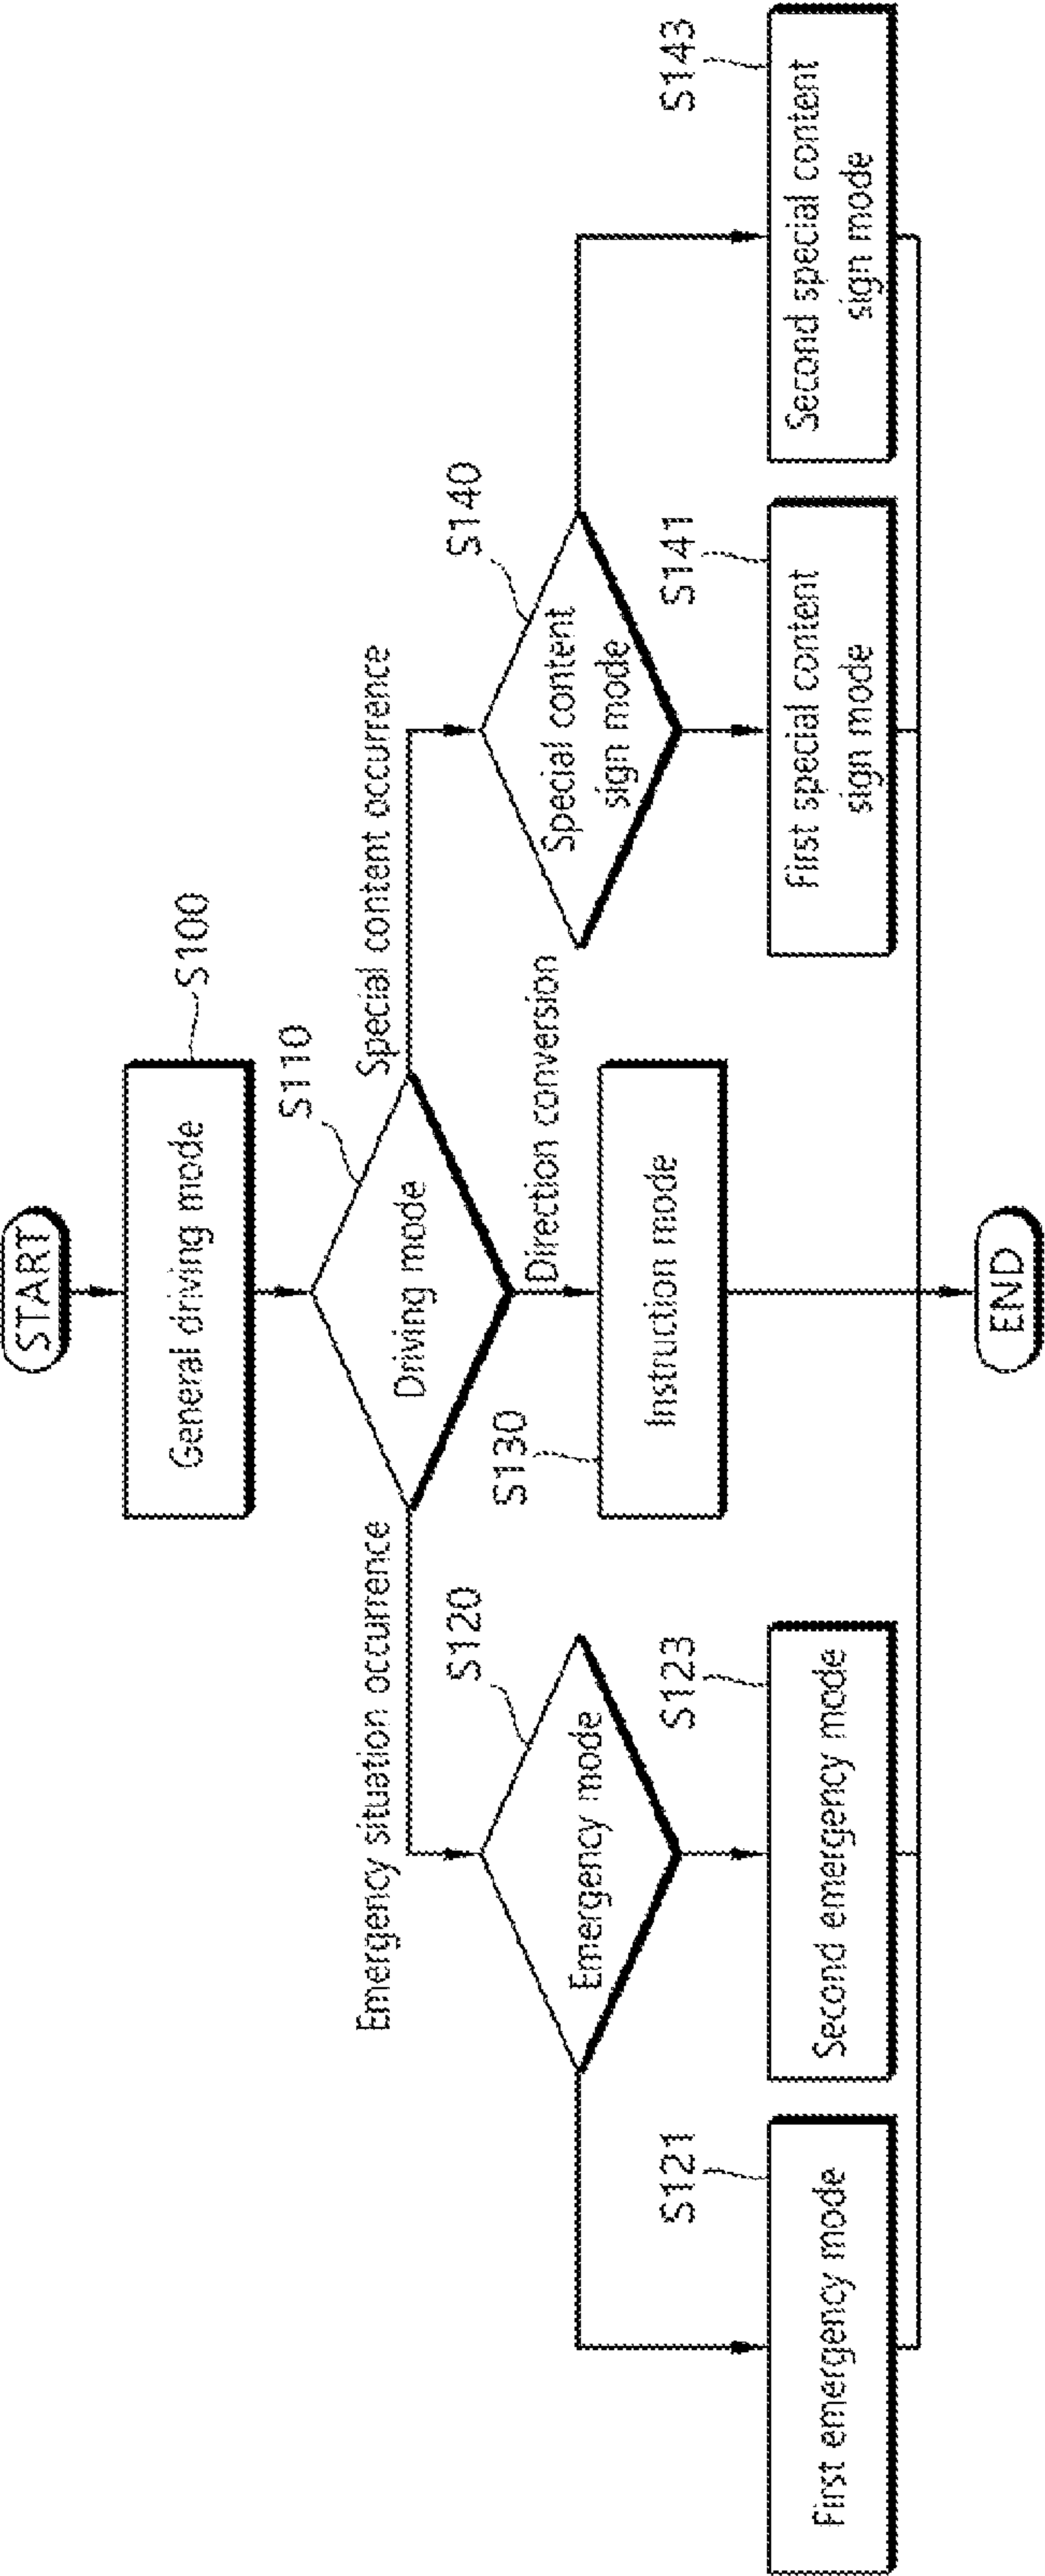 START
General driving mode
S100
S110
Driving mode
Emergency situation occurrence
Special content occurrence
Direction conversion
S120
Emergency mode
S130
Instruction mode
S140
Special content
sign mode
S121
First emergency mode
S123
Second emergency mode
S141
First special content
sign mode
S143
Second special content
sign mode
END